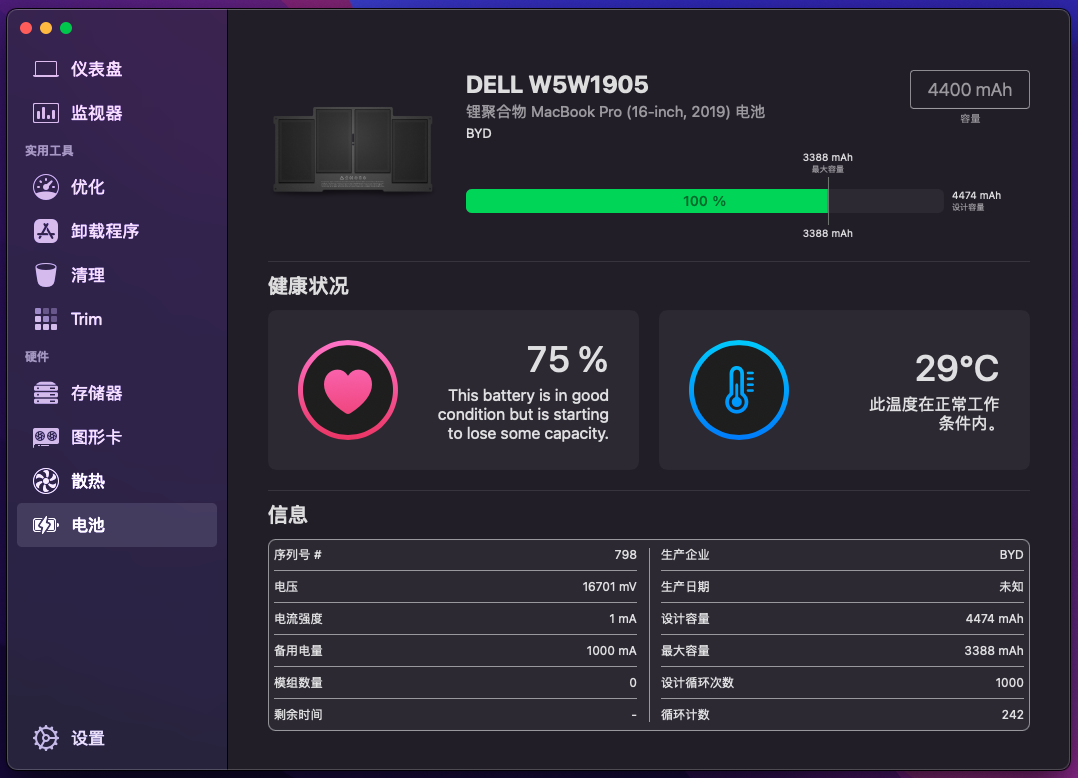 仪表盘
监视器
实用工具
优化
卸载程序
清理
Trim
硬件
存储器
图形卡
散热
电池
设置
DELL W5W1905
锂聚合物 MacBook Pro (16-inch, 2019) 电池
BYD
4400 mAh
容量
3388 mAh
最大容量
100 %
4474 mAh
设计容量
3388 mAh
健康状况
75 %
This battery is in good
condition but is starting
to lose some capacity.
29°C
此温度在正常工作
条件内。
信息
序列号 # 798
电压 16701 mV
电流强度 1 mA
备用电量 1000 mA
模组数量 0
剩余时间 -
生产企业 BYD
生产日期 未知
设计容量 4474 mAh
最大容量 3388 mAh
设计循环次数 1000
循环计数 242